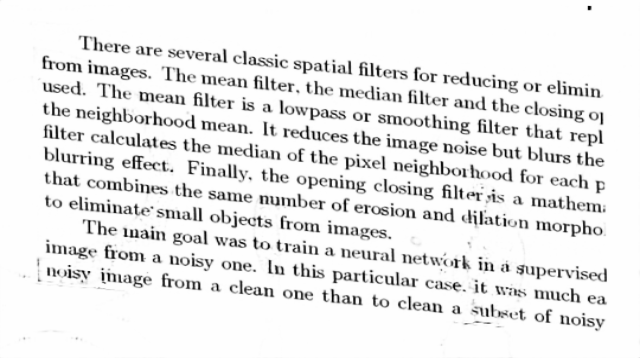 There are several classic spatial filters for reducing or elimin
from images. The mean filter, the median filter and the closing o
used. The mean filter is a lowpass or smoothing filter that repl
the neighborhood mean. It reduces the image noise but blurs the
filter calculates the median of the pixel neighborhood for each p
blurring effect. Finally, the opening closing filter is a mathem
that combines the same number of erosion and dilation morpho
to eliminate small objects from images.
The main goal was to train a neural network in a supervised
image from a noisy one. In this particular case, it was much ea
noisy image from a clean one than to clean a subset of noisy